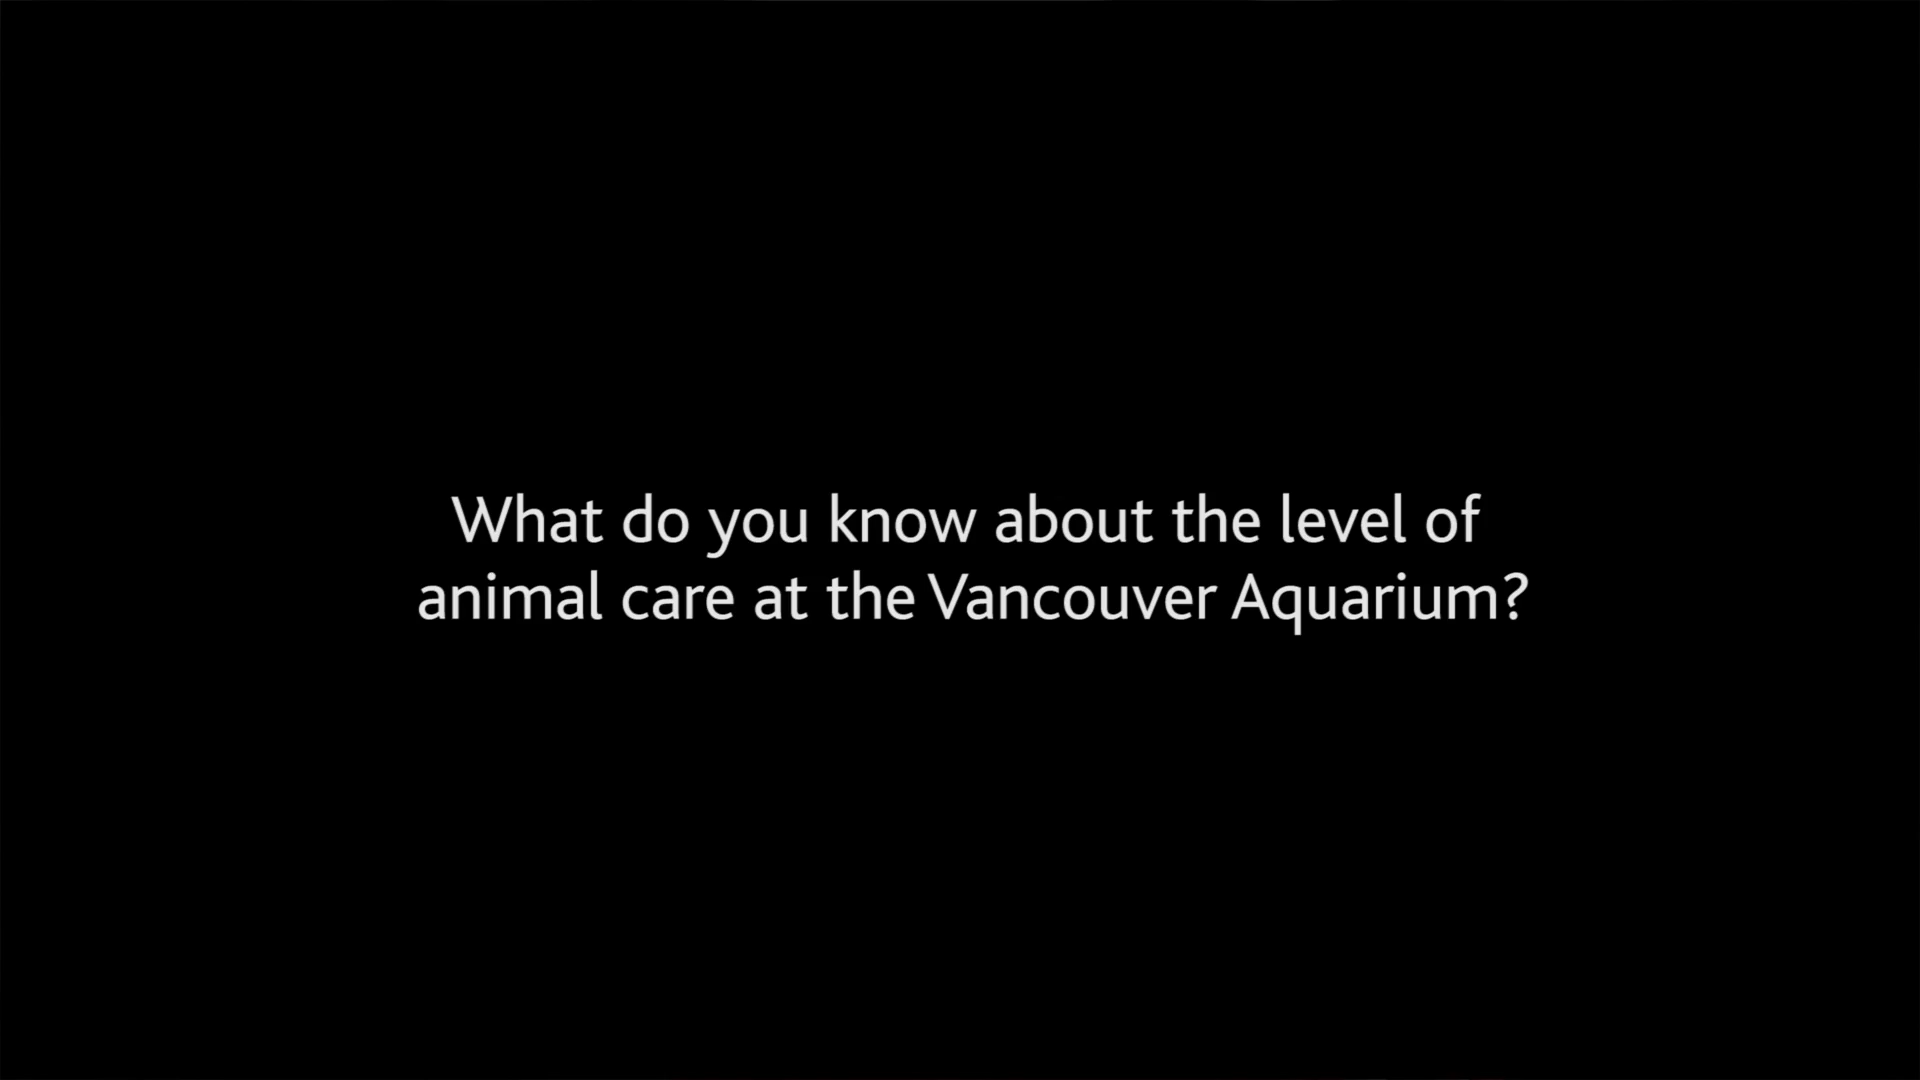 What do you know about the level of
animal care at the Vancouver Aquarium?